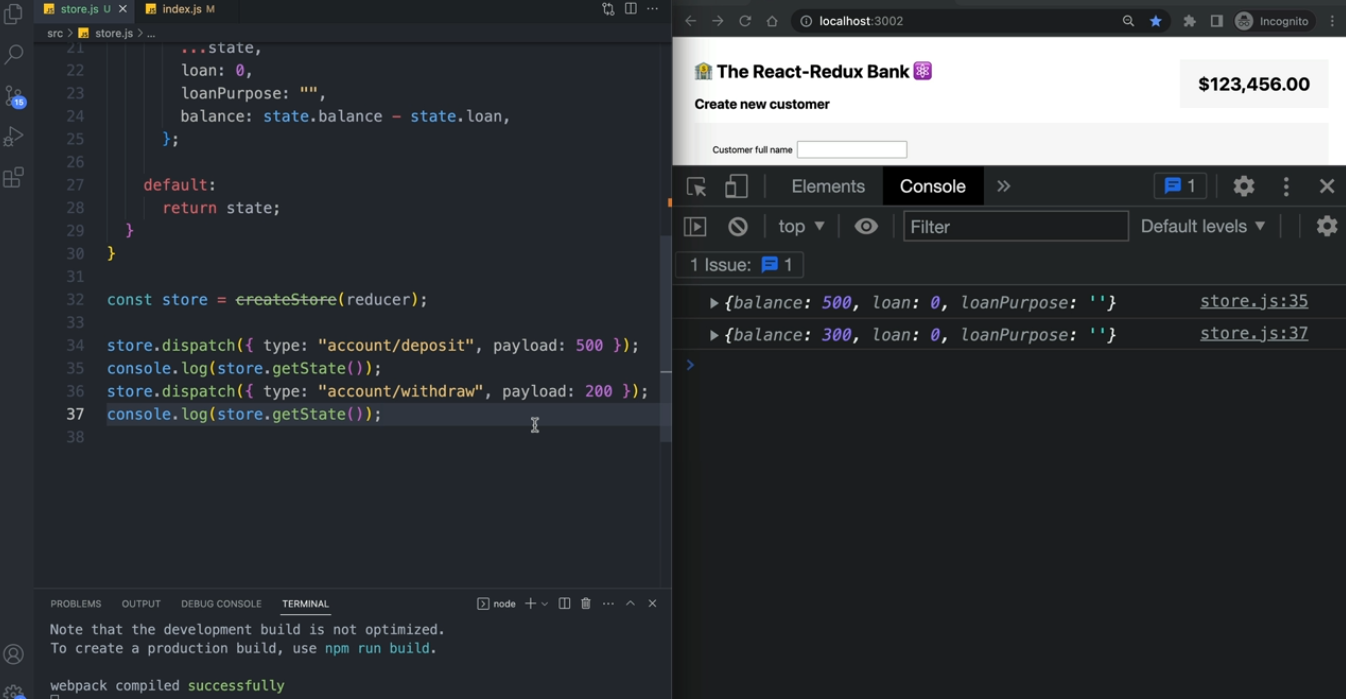 store.js U
index.js M
src > store.js > ...
21 ...state,
22 loan: 0,
23 loanPurpose: "",
24 balance: state.balance - state.loan,
25 };
26
27 default:
28 return state;
29 }
30 }
31
32 const store = createStore(reducer);
33
34 store.dispatch({ type: "account/deposit", payload: 500 });
35 console.log(store.getState());
36 store.dispatch({ type: "account/withdraw", payload: 200 });
37 console.log(store.getState());
38
15
PROBLEMS OUTPUT DEBUG CONSOLE TERMINAL node
Note that the development build is not optimized.
To create a production build, use npm run build.
webpack compiled successfully
localhost:3002 Incognito
The React-Redux Bank
$123,456.00
Create new customer
Customer full name
Elements Console 1
top Filter Default levels
1 Issue: 1
{balance: 500, loan: 0, loanPurpose: ''} store.js:35
{balance: 300, loan: 0, loanPurpose: ''} store.js:37